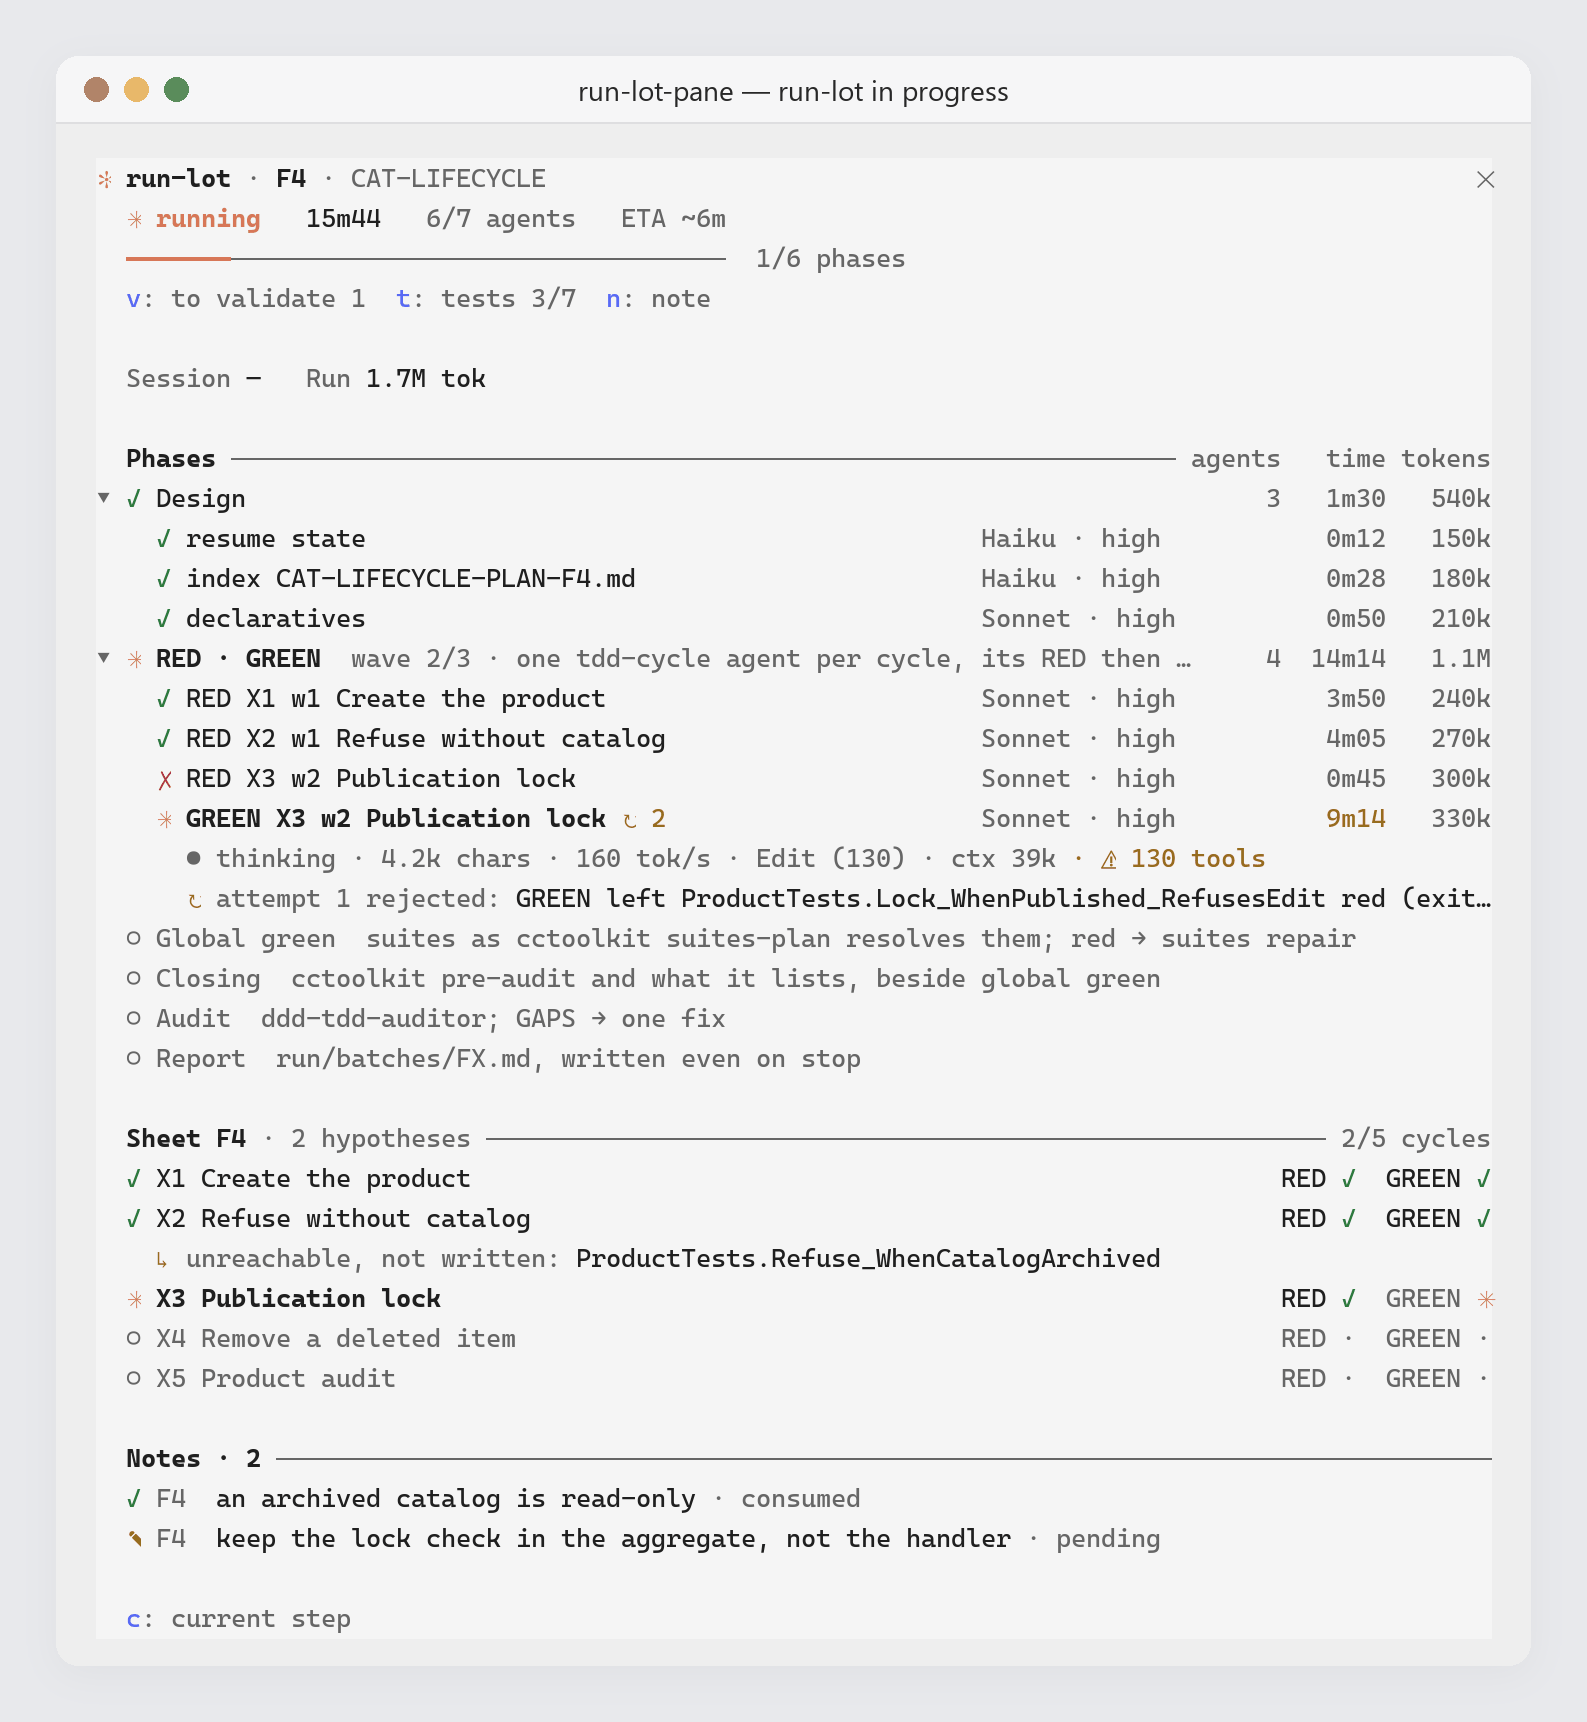 run-lot-pane — run-lot in progress
run-lot · F4 · CAT-LIFECYCLE
running 15m44 6/7 agents ETA ~6m
1/6 phases
v: to validate 1 t: tests 3/7 n: note
Session — Run 1.7M tok
Phases agents time tokens
▼ ✓ Design 3 1m30 540k
✓ resume state Haiku · high 0m12 150k
✓ index CAT-LIFECYCLE-PLAN-F4.md Haiku · high 0m28 180k
✓ declaratives Sonnet · high 0m50 210k
▼ ✳ RED · GREEN wave 2/3 · one tdd-cycle agent per cycle, its RED then … 4 14m14 1.1M
✓ RED X1 w1 Create the product Sonnet · high 3m50 240k
✓ RED X2 w1 Refuse without catalog Sonnet · high 4m05 270k
✗ RED X3 w2 Publication lock Sonnet · high 0m45 300k
✳ GREEN X3 w2 Publication lock ↻ 2 Sonnet · high 9m14 330k
● thinking · 4.2k chars · 160 tok/s · Edit (130) · ctx 39k · ⚠ 130 tools
↻ attempt 1 rejected: GREEN left ProductTests.Lock_WhenPublished_RefusesEdit red (exit…
○ Global green suites as cctoolkit suites-plan resolves them; red → suites repair
○ Closing cctoolkit pre-audit and what it lists, beside global green
○ Audit ddd-tdd-auditor; GAPS → one fix
○ Report run/batches/FX.md, written even on stop
Sheet F4 · 2 hypotheses 2/5 cycles
✓ X1 Create the product RED ✓ GREEN ✓
✓ X2 Refuse without catalog RED ✓ GREEN ✓
↳ unreachable, not written: ProductTests.Refuse_WhenCatalogArchived
✳ X3 Publication lock RED ✓ GREEN ✳
○ X4 Remove a deleted item RED · GREEN ·
○ X5 Product audit RED · GREEN ·
Notes · 2
✓ F4 an archived catalog is read-only · consumed
✎ F4 keep the lock check in the aggregate, not the handler · pending
c: current step